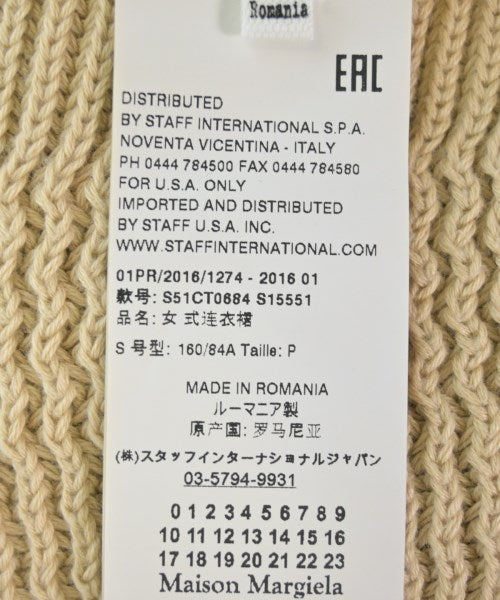 Romania
EAC
DISTRIBUTED
BY STAFF INTERNATIONAL S.P.A.
NOVENTA VICENTINA - ITALY
PH 0444 784500 FAX 0444 784580
FOR U.S.A. ONLY
IMPORTED AND DISTRIBUTED
BY STAFF U.S.A. INC.
WWW.STAFFINTERNATIONAL.COM
01PR/2016/1274 - 2016 01
款号: S51CT0684 S15551
品名: 女 式连衣裙
S 号型: 160/84A Taille: P
MADE IN ROMANIA
ルーマニア製
原产国: 罗马尼亚
(株)スタッフインターナショナルジャパン
03-5794-9931
0 1 2 3 4 5 6 7 8 9
10 11 12 13 14 15 16
17 18 19 20 21 22 23
Maison Margiela